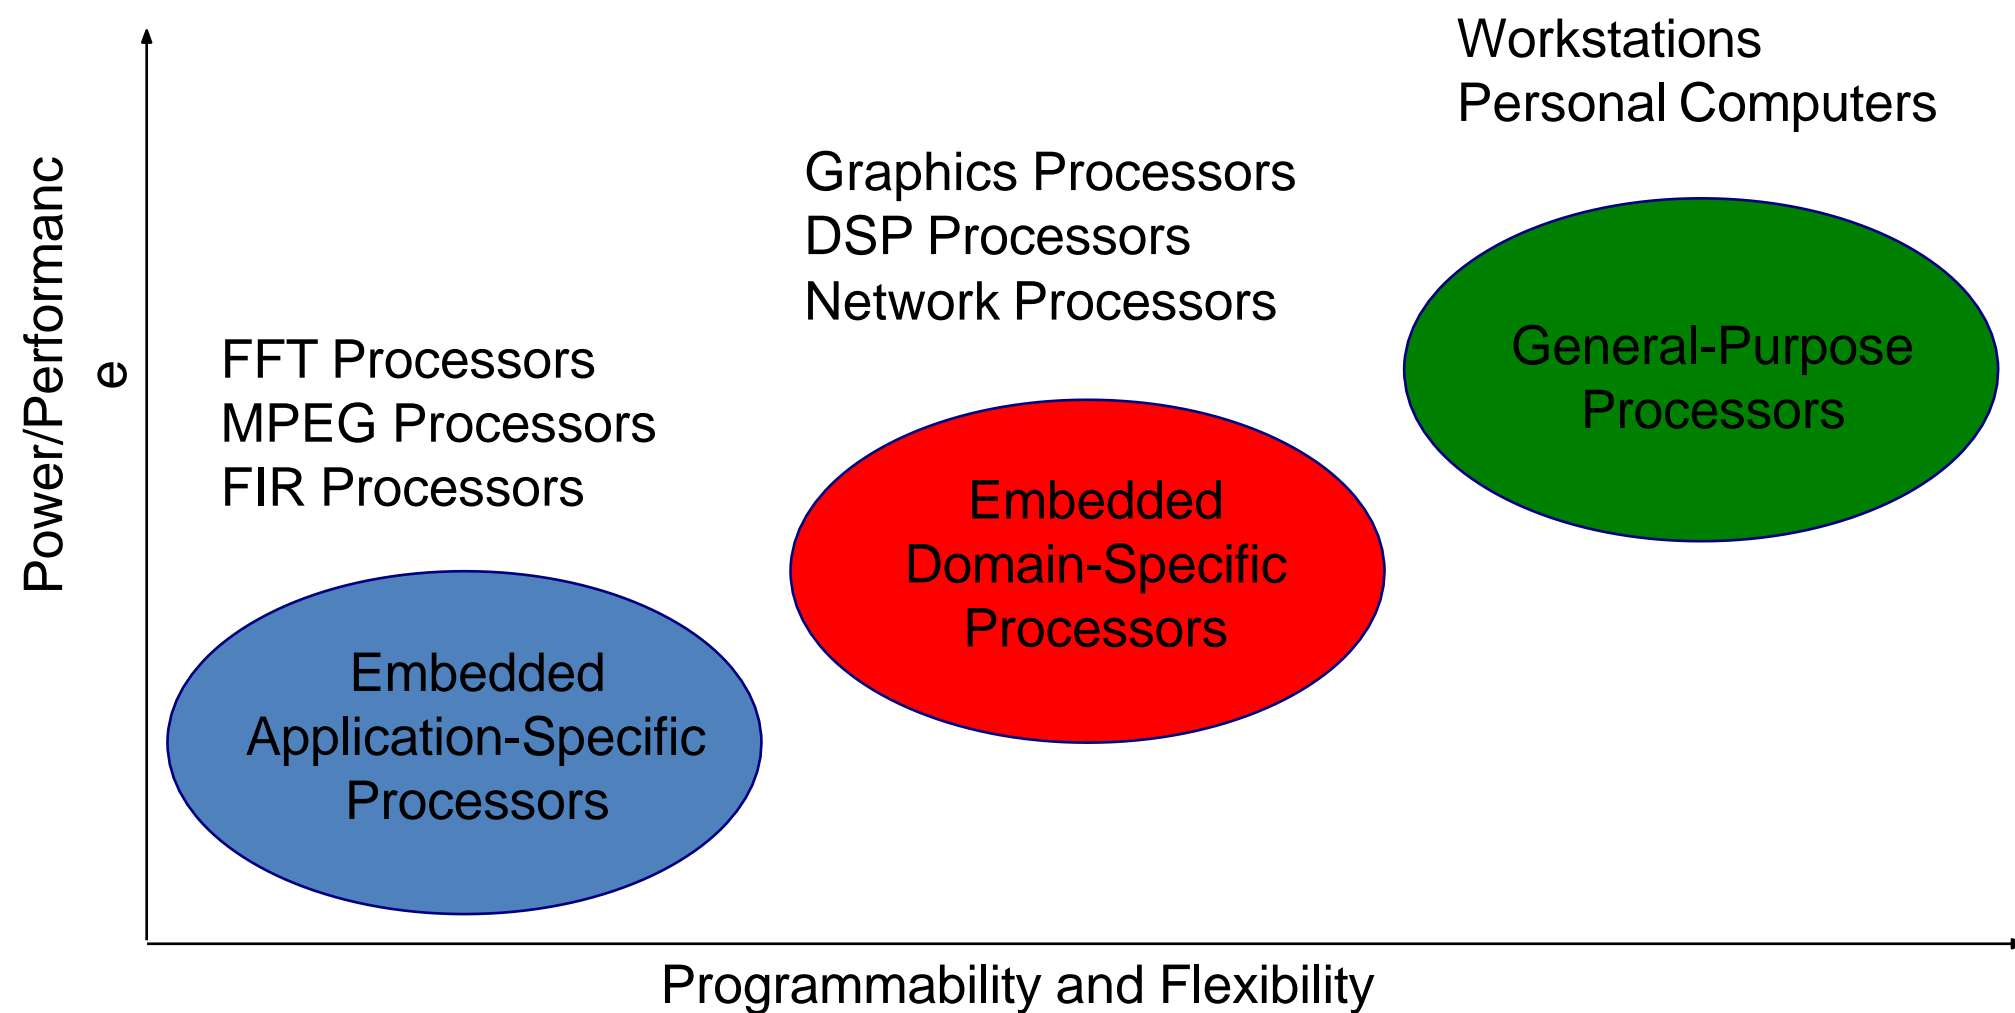 Workstations
Personal Computers
Graphics Processors
DSP Processors
Network Processors
FFT Processors
MPEG Processors
FIR Processors
Power/Performanc
e
General-Purpose
Processors
Embedded
Domain-Specific
Processors
Embedded
Application-Specific
Processors
Programmability and Flexibility